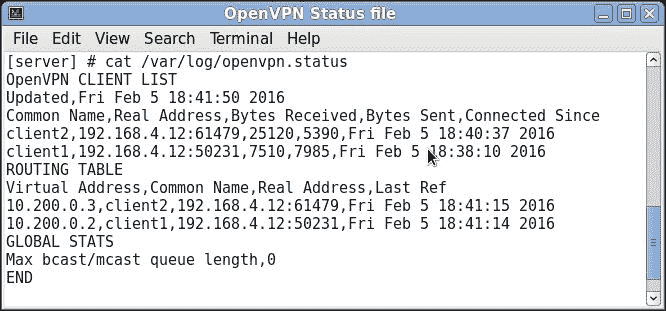 OpenVPN Status file
File Edit View Search Terminal Help
[server] # cat /var/log/openvpn.status
OpenVPN CLIENT LIST
Updated,Fri Feb 5 18:41:50 2016
Common Name,Real Address,Bytes Received,Bytes Sent,Connected Since
client2,192.168.4.12:61479,25120,5390,Fri Feb 5 18:40:37 2016
client1,192.168.4.12:50231,7510,7985,Fri Feb 5 18:38:10 2016
ROUTING TABLE
Virtual Address,Common Name,Real Address,Last Ref
10.200.0.3,client2,192.168.4.12:61479,Fri Feb 5 18:41:15 2016
10.200.0.2,client1,192.168.4.12:50231,Fri Feb 5 18:41:14 2016
GLOBAL STATS
Max bcast/mcast queue length,0
END